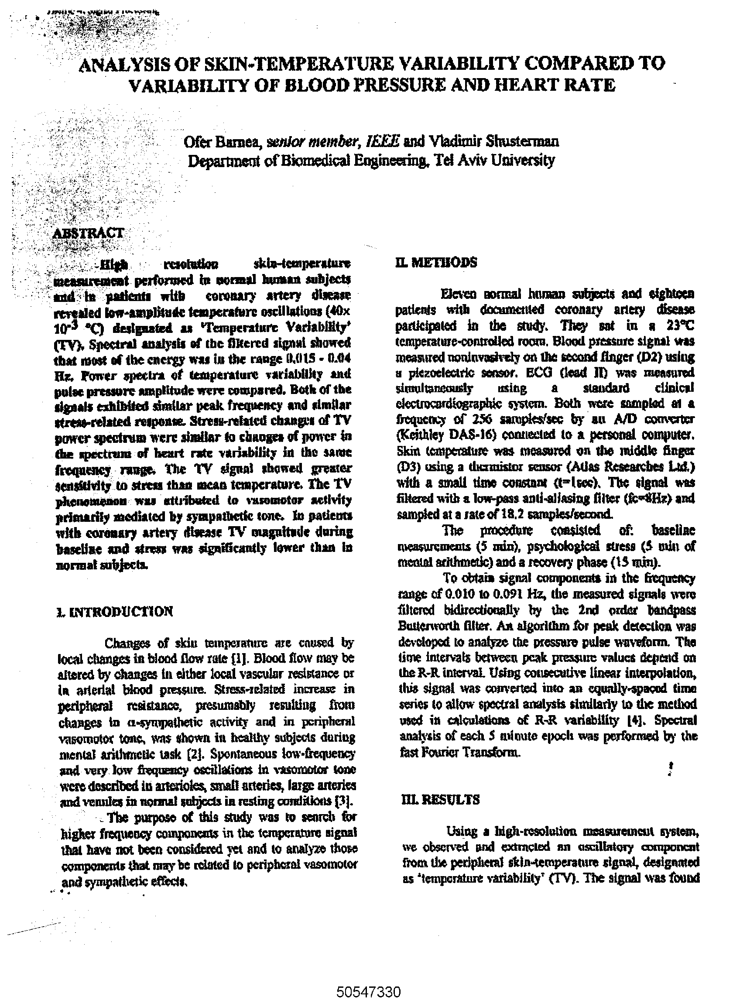 ANALYSIS OF SKIN-TEMPERATURE VARIABILITY COMPARED TO
VARIABILITY OF BLOOD PRESSURE AND HEART RATE
Ofer Barnea, senior member, IEEE and Vladimir Shusterman
Department of Biomedical Engineering, Tel Aviv University
ABSTRACT
High resolution skin-temperature
measurement performed in normal human subjects
and in patients with coronary artery disease
revealed low-amplitude temperature oscillations (40x
10-3 °C) designated as 'Temperature Variability'
(TV). Spectral analysis of the filtered signal showed
that most of the energy was in the range 0.015 - 0.04
Hz. Power spectra of temperature variability and
pulse pressure amplitude were compared. Both of the
signals exhibited similar peak frequency and similar
stress-related response. Stress-related changes of TV
power spectrum were similar to changes of power in
the spectrum of heart rate variability in the same
frequency range. The TV signal showed greater
sensitivity to stress than mean temperature. The TV
phenomenon was attributed to vasomotor activity
primarily mediated by sympathetic tone. In patients
with coronary artery disease TV magnitude during
baseline and stress was significantly lower than in
normal subjects.
I. INTRODUCTION
Changes of skin temperature are caused by
local changes in blood flow rate [1]. Blood flow may be
altered by changes in either local vascular resistance or
in arterial blood pressure. Stress-related increase in
peripheral resistance, presumably resulting from
changes in α-sympathetic activity and in peripheral
vasomotor tone, was shown in healthy subjects during
mental arithmetic task [2]. Spontaneous low-frequency
and very low frequency oscillations in vasomotor tone
were described in arterioles, small arteries, large arteries
and venules in normal subjects in resting conditions [3].
The purpose of this study was to search for
higher frequency components in the temperature signal
that have not been considered yet and to analyze those
components that may be related to peripheral vasomotor
and sympathetic effects.
II. METHODS
Eleven normal human subjects and eighteen
patients with documented coronary artery disease
participated in the study. They sat in a 23°C
temperature-controlled room. Blood pressure signal was
measured noninvasively on the second finger (D2) using
a piezoelectric sensor. ECG (lead II) was measured
simultaneously using a standard clinical
electrocardiographic system. Both were sampled at a
frequency of 256 samples/sec by an A/D converter
(Keithley DAS-16) connected to a personal computer.
Skin temperature was measured on the middle finger
(D3) using a thermistor sensor (Atlas Researches Ltd.)
with a small time constant (t=1sec). The signal was
filtered with a low-pass anti-aliasing filter (fc=8Hz) and
sampled at a rate of 18.2 samples/second.
The procedure consisted of: baseline
measurements (5 min), psychological stress (5 min of
mental arithmetic) and a recovery phase (15 min).
To obtain signal components in the frequency
range of 0.010 to 0.091 Hz, the measured signals were
filtered bidirectionally by the 2nd order bandpass
Butterworth filter. An algorithm for peak detection was
developed to analyze the pressure pulse waveform. The
time intervals between peak pressure values depend on
the R-R interval. Using consecutive linear interpolation,
this signal was converted into an equally-spaced time
series to allow spectral analysis similarly to the method
used in calculations of R-R variability [4]. Spectral
analysis of each 5 minute epoch was performed by the
fast Fourier Transform.
III. RESULTS
Using a high-resolution measurement system,
we observed and extracted an oscillatory component
from the peripheral skin-temperature signal, designated
as 'temperature variability' (TV). The signal was found
50547330